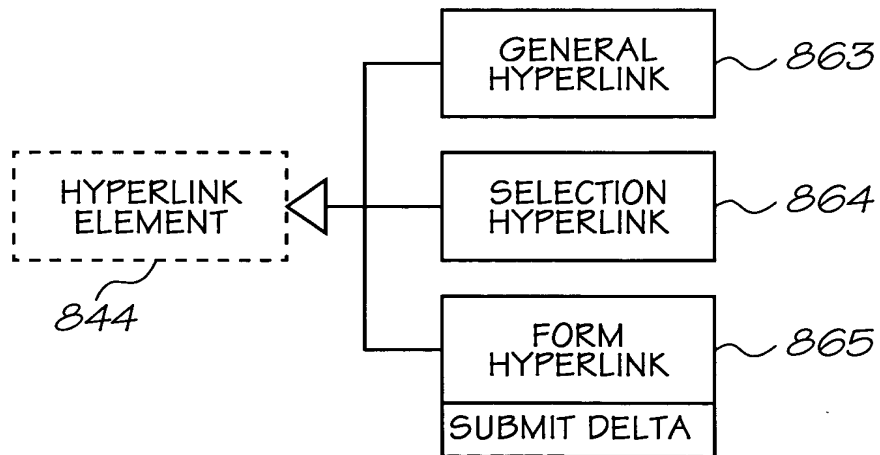 GENERAL
HYPERLINK
863
HYPERLINK
ELEMENT
844
SELECTION
HYPERLINK
864
FORM
HYPERLINK
865
SUBMIT DELTA